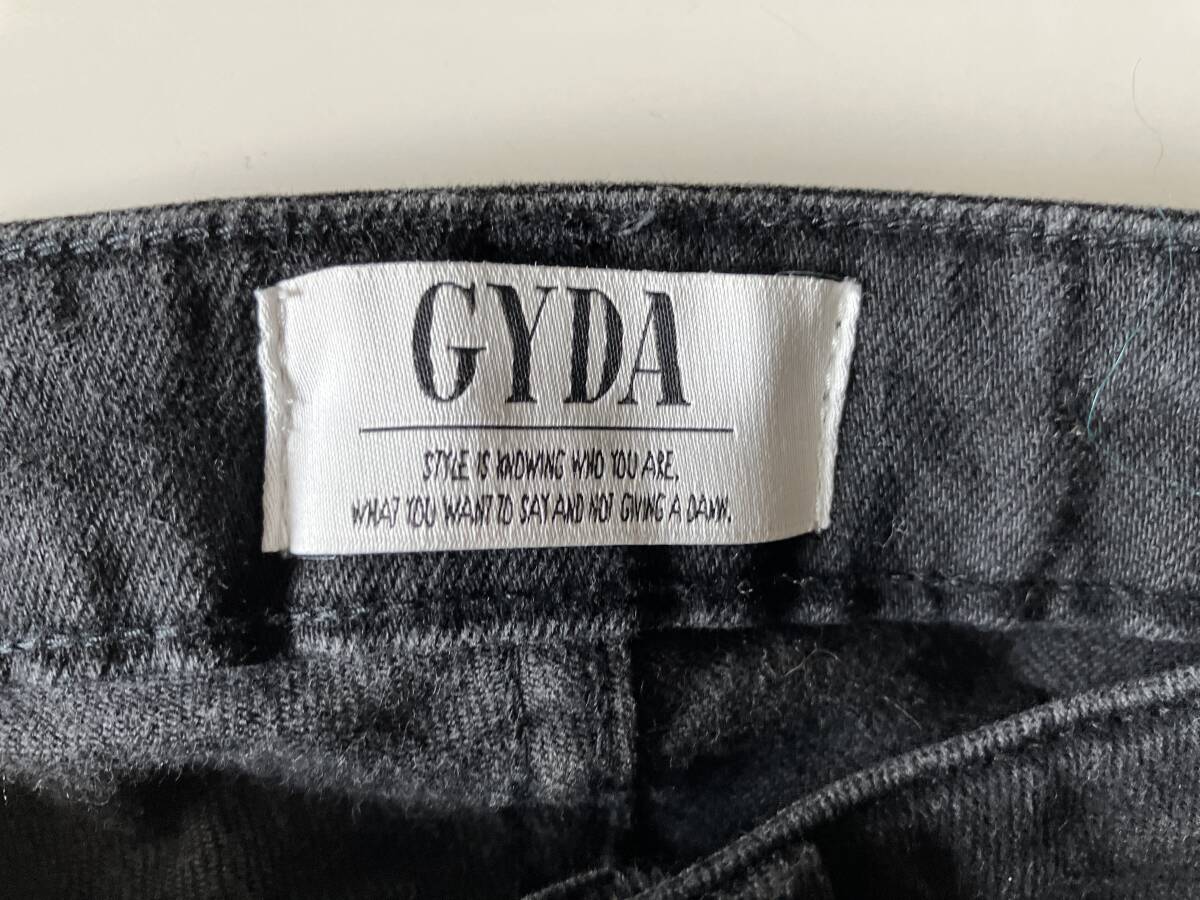 GYDA
STYLE IS KNOWING WHO YOU ARE,
WHAT YOU WANT TO SAY AND NOT GIVING A DAMN.